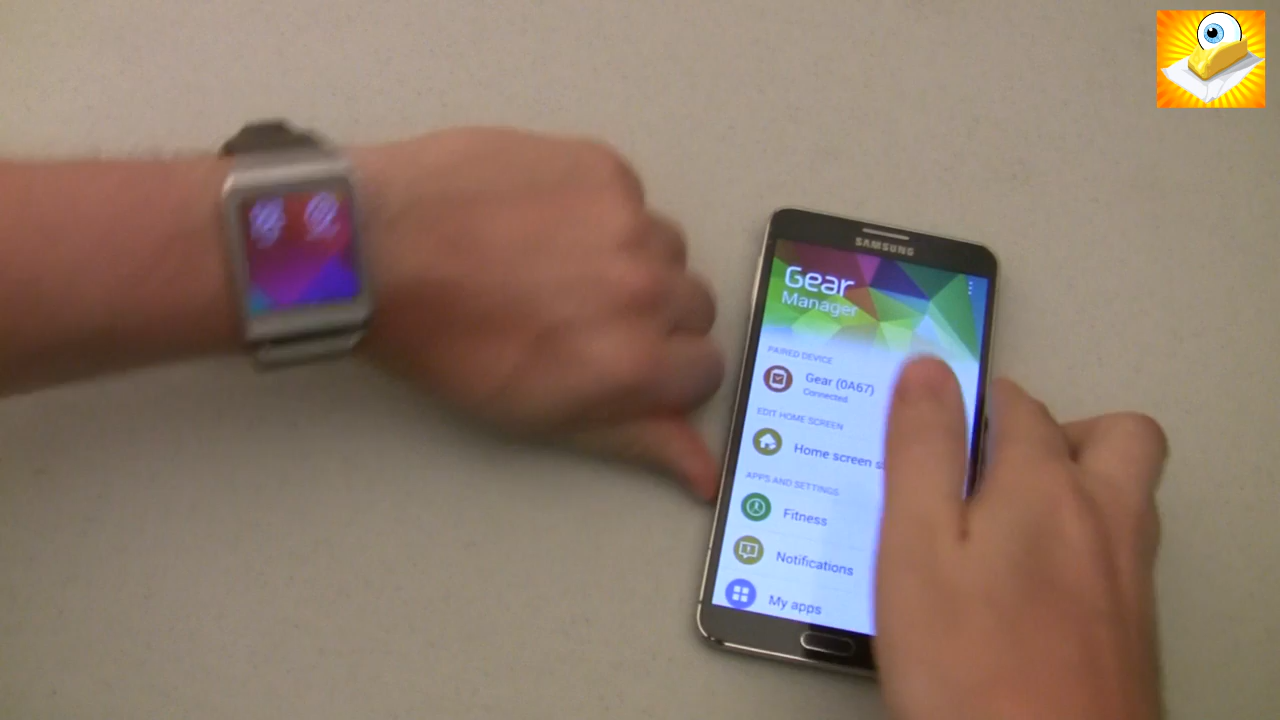 SAMSUNG
Gear
Manager
PAIRED DEVICE
Gear (0A67)
Connected
EDIT HOME SCREEN
Home screen s
APPS AND SETTINGS
Fitness
Notifications
My apps